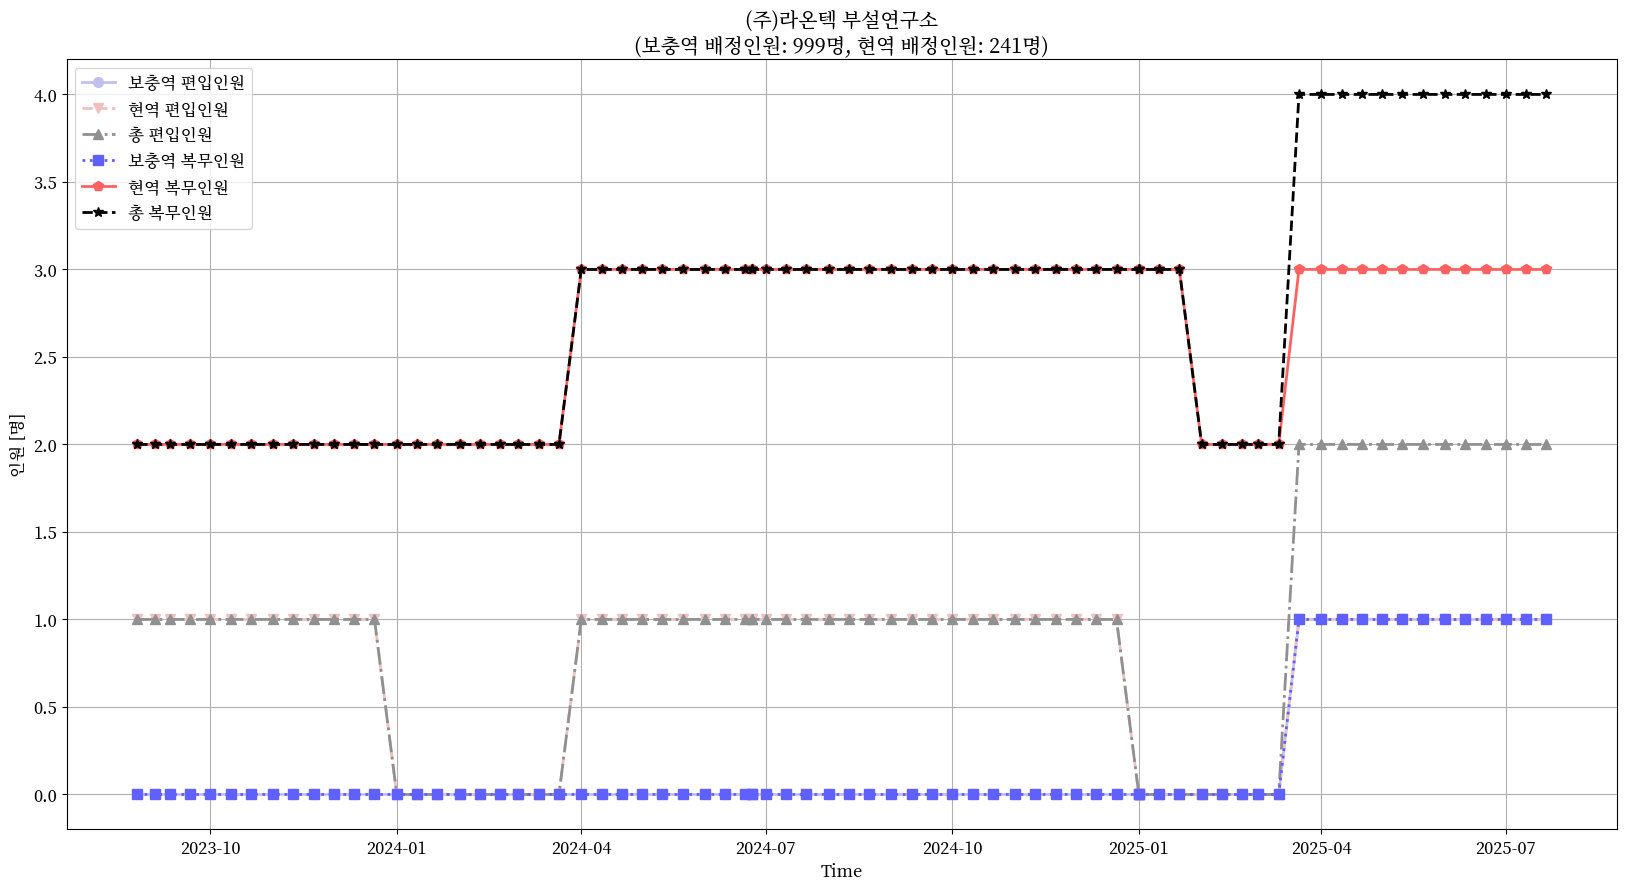 (주)라온텍 부설연구소
(보충역 배정인원: 999명, 현역 배정인원: 241명)
보충역 편입인원
현역 편입인원
총 편입인원
보충역 복무인원
현역 복무인원
총 복무인원
4.0
3.5
3.0
2.5
2.0
1.5
1.0
0.5
0.0
인원 [명]
2023-10
2024-01
2024-04
2024-07
2024-10
2025-01
2025-04
2025-07
Time